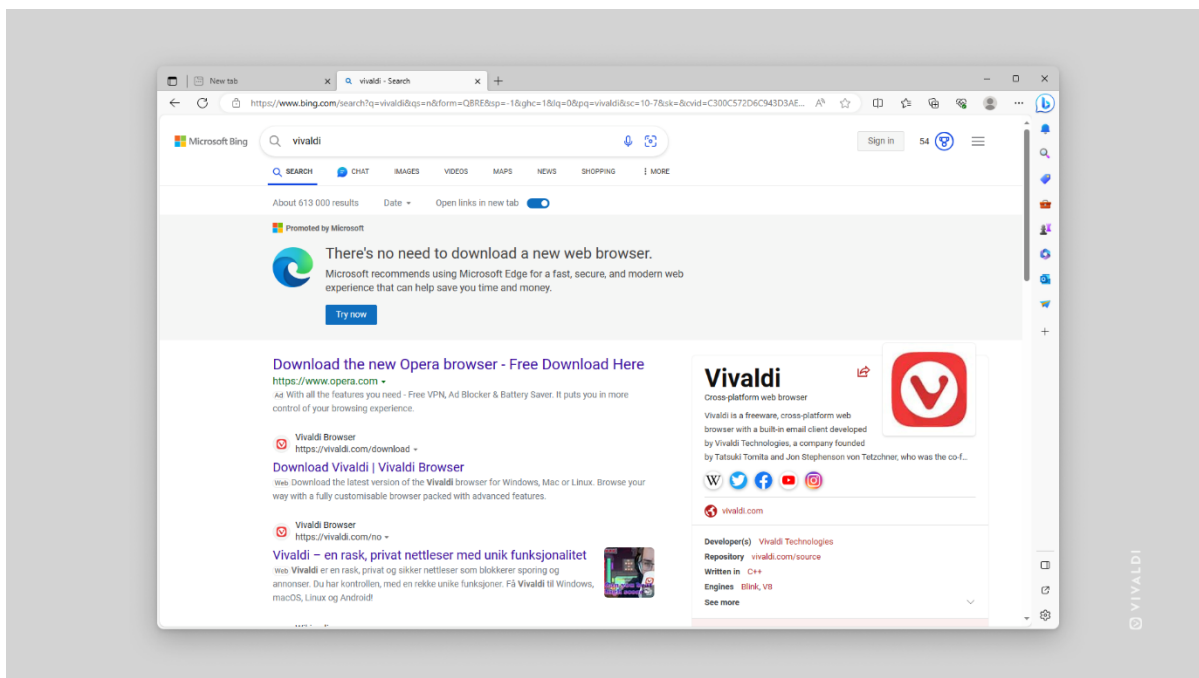 New tab
vivaldi - Search
https://www.bing.com/search?q=vivaldi&qs=n&form=QBRE&sp=-1&ghc=1&lq=0&pq=vivaldi&sc=10-7&sk=&cvid=C300C572D6C943D3AE...
Microsoft Bing
vivaldi
Sign in
54
SEARCH
CHAT
IMAGES
VIDEOS
MAPS
NEWS
SHOPPING
MORE
About 613 000 results
Date
Open links in new tab
Promoted by Microsoft
There's no need to download a new web browser.
Microsoft recommends using Microsoft Edge for a fast, secure, and modern web
experience that can help save you time and money.
Try now
Download the new Opera browser - Free Download Here
https://www.opera.com
Ad With all the features you need - Free VPN, Ad Blocker & Battery Saver. It puts you in more
control of your browsing experience.
Vivaldi Browser
https://vivaldi.com/download
Download Vivaldi | Vivaldi Browser
Web Download the latest version of the Vivaldi browser for Windows, Mac or Linux. Browse your
way with a fully customisable browser packed with advanced features.
Vivaldi Browser
https://vivaldi.com/no
Vivaldi – en rask, privat nettleser med unik funksjonalitet
Web Vivaldi er en rask, privat og sikker nettleser som blokkerer sporing og
annonser. Du har kontrollen, med en rekke unike funksjoner. Få Vivaldi til Windows,
macOS, Linux og Android!
Vivaldi
Cross-platform web browser
Vivaldi is a freeware, cross-platform web
browser with a built-in email client developed
by Vivaldi Technologies, a company founded
by Tatsuki Tomita and Jon Stephenson von Tetzchner, who was the co-f...
W
vivaldi.com
Developer(s) Vivaldi Technologies
Repository vivaldi.com/source
Written in C++
Engines Blink, V8
See more
VIVALDI